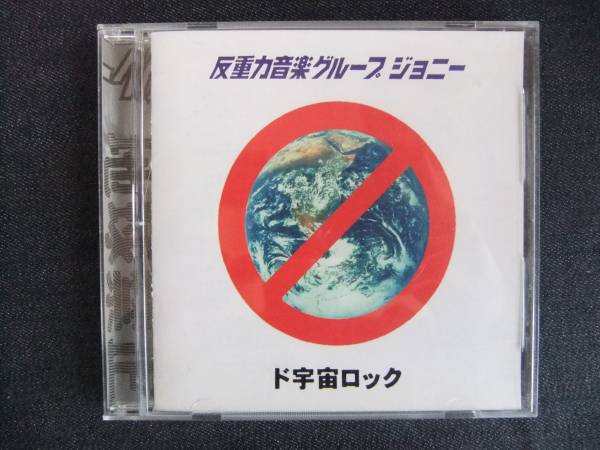 反重力音楽グループ ジョニー
ド宇宙ロック